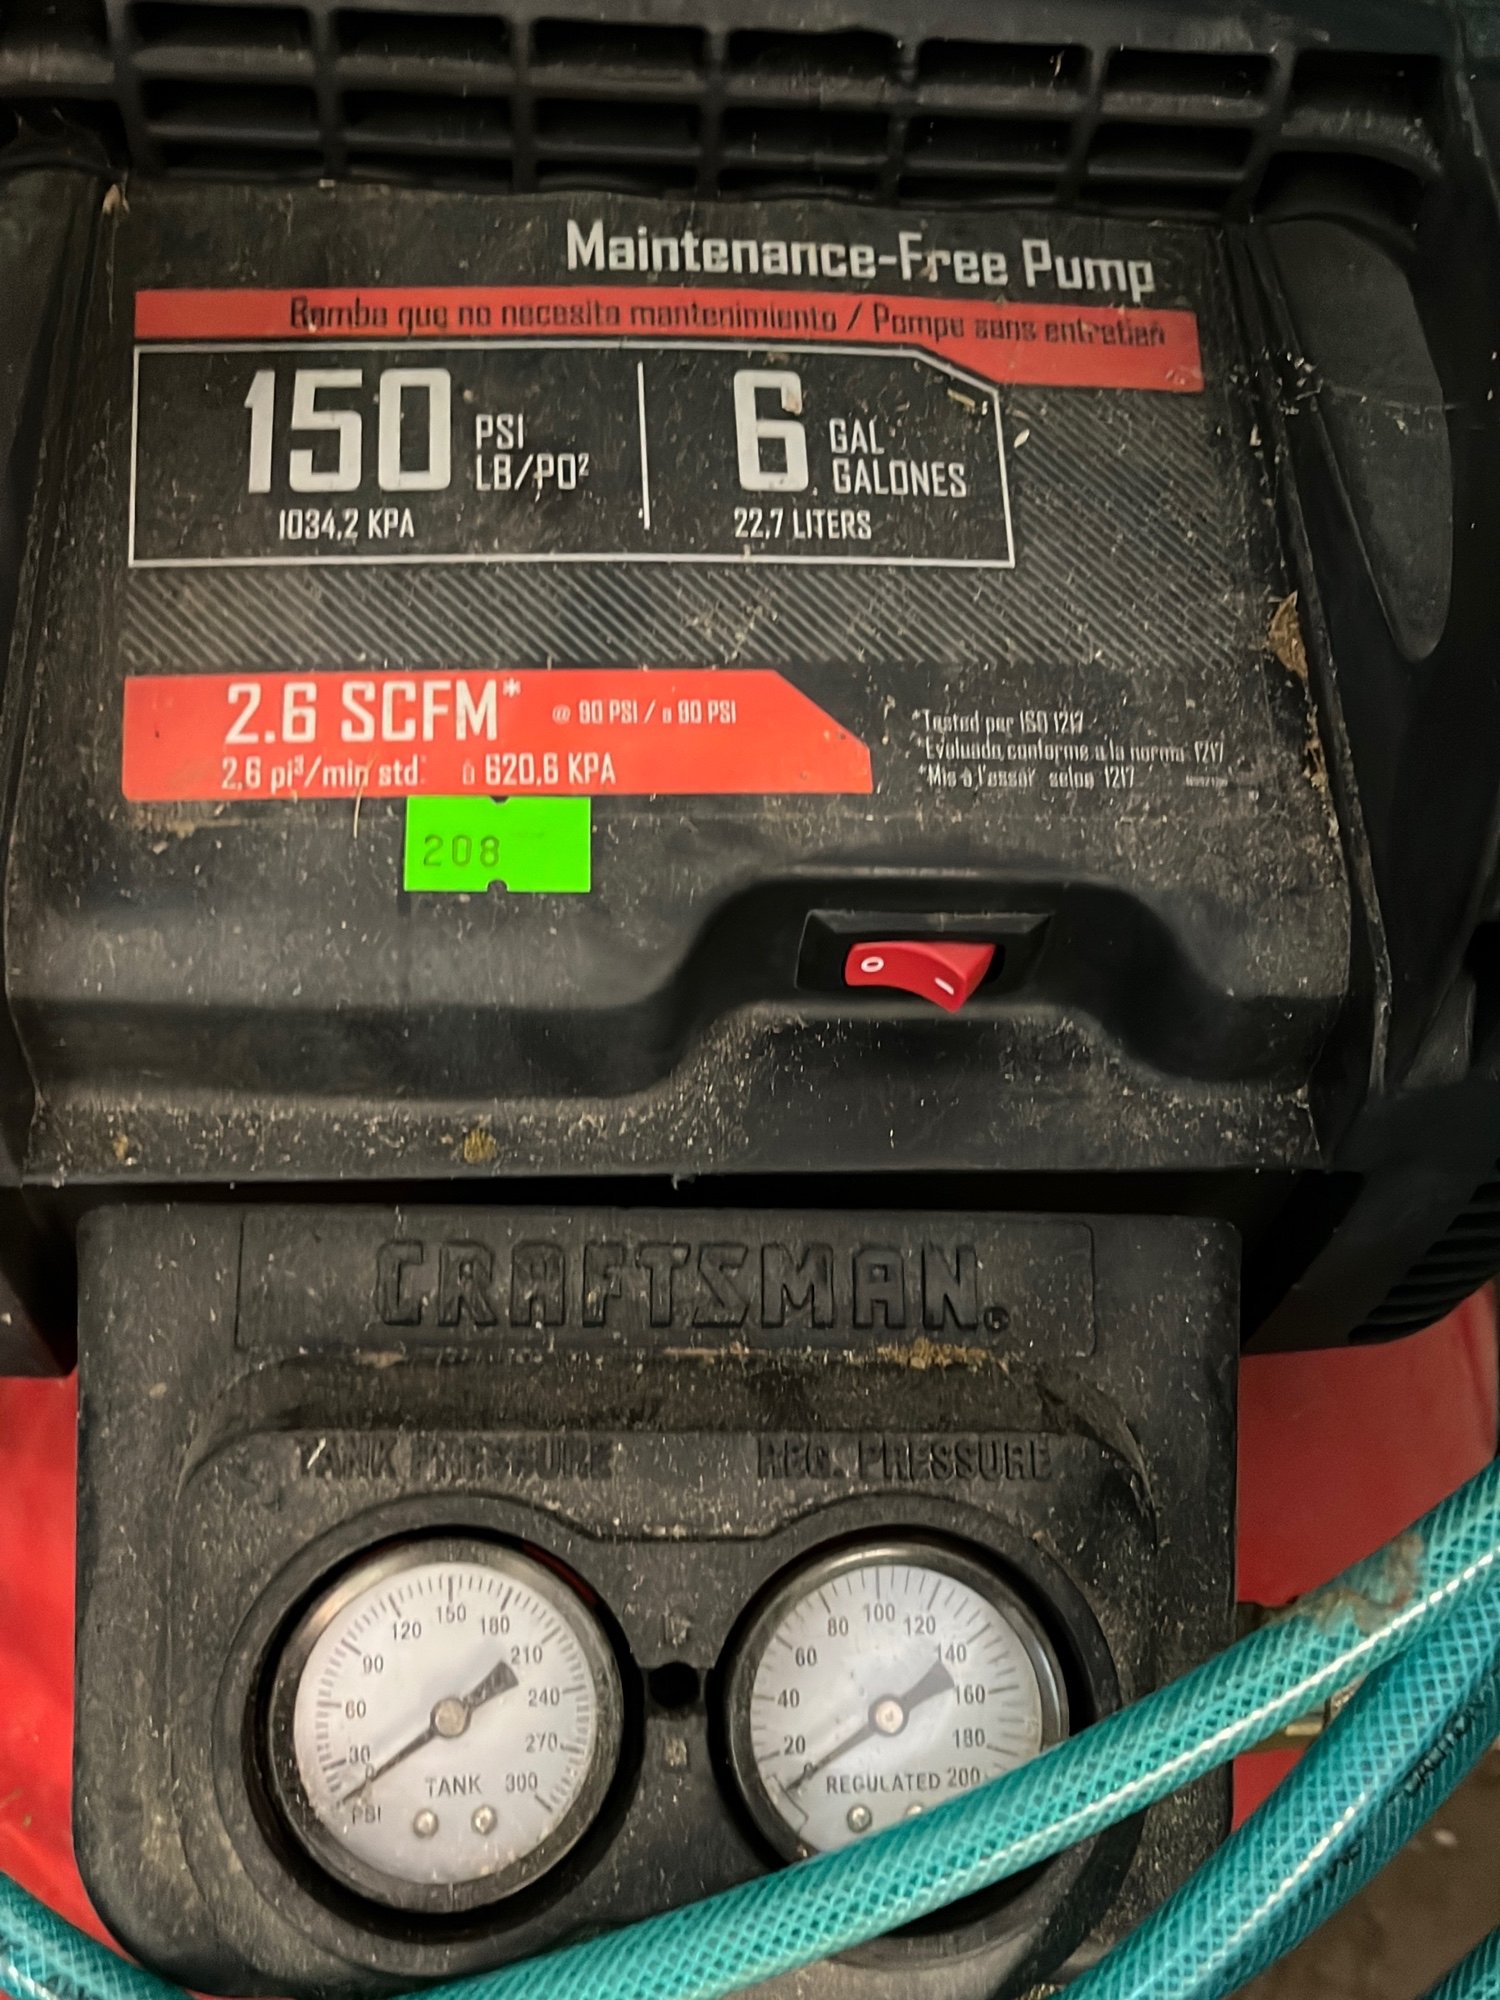 Maintenance-Free Pump
Bomba que no necesita mantenimiento / Pompe sans entretien
150 PSI
LB/PO²
1034,2 KPA
6 GAL
GALONES
22,7 LITERS
2.6 SCFM* @ 90 PSI / a 90 PSI
2,6 pi³/min std* à 620,6 KPA
*Tested per ISO 1217
*Evaluada conforme a la norma 1217
*Mis à l'essai selon 1217
208
O I
CRAFTSMAN®
TANK PRESSURE REG. PRESSURE
0 30 60 90 120 150 180 210 240 270 300
PSI
TANK
0 20 40 60 80 100 120 140 160 180 200
REGULATED